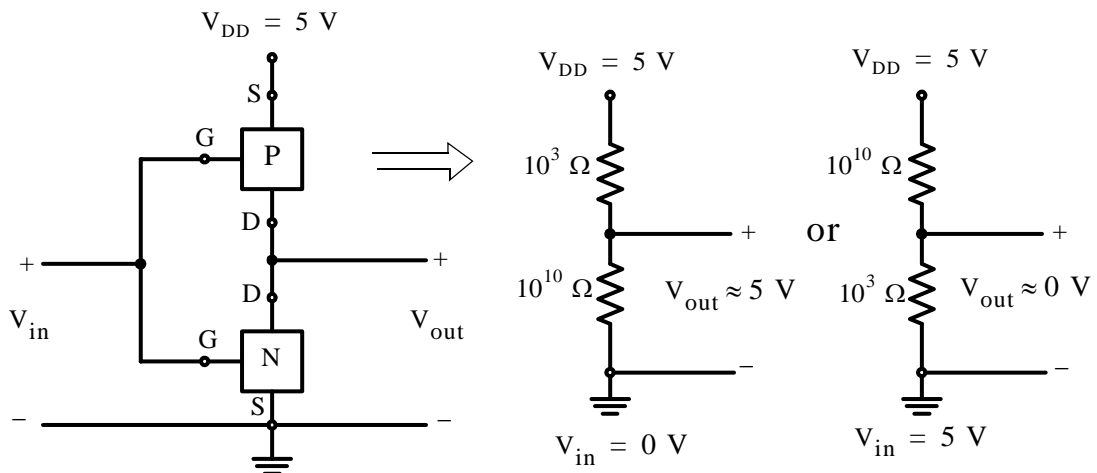 V_DD = 5 V
S
G
P
D
+
+
D
V_in
V_out
G
N
S
−
−
V_DD = 5 V
10^3 Ω
+
10^10 Ω
V_out ≈ 5 V
−
V_in = 0 V
or
V_DD = 5 V
10^10 Ω
+
10^3 Ω
V_out ≈ 0 V
−
V_in = 5 V